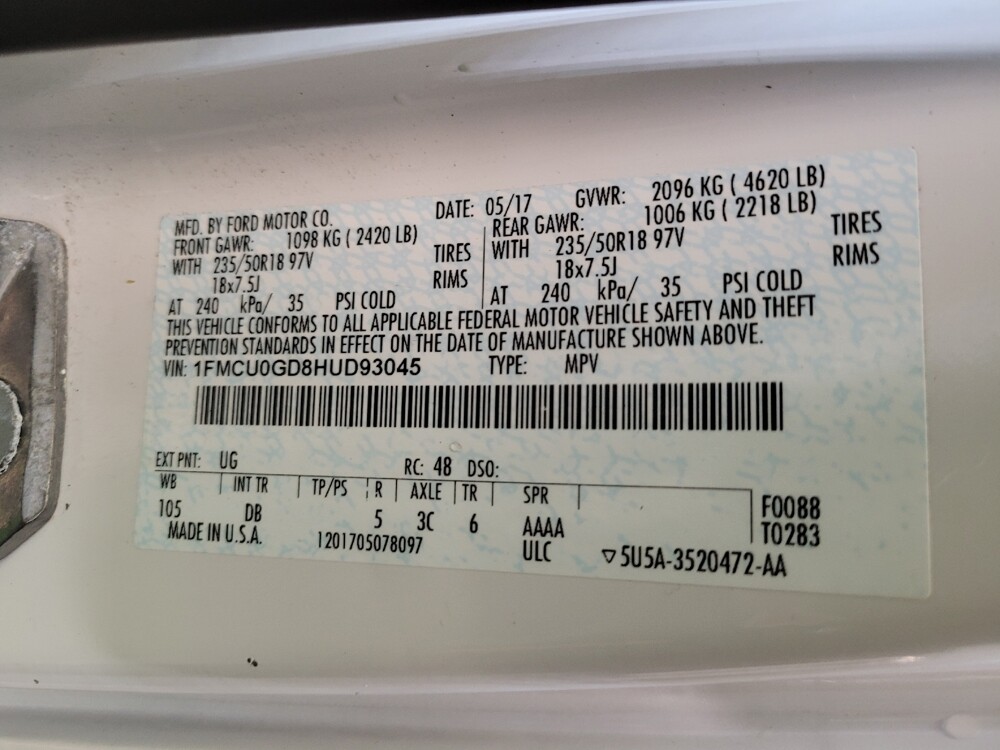 MFD. BY FORD MOTOR CO. DATE: 05/17 GVWR: 2096 KG ( 4620 LB)
FRONT GAWR: 1098 KG ( 2420 LB) REAR GAWR: 1006 KG ( 2218 LB)
WITH 235/50R18 97V TIRES WITH 235/50R18 97V TIRES
18x7.5J RIMS 18x7.5J RIMS
AT 240 kPa/ 35 PSI COLD AT 240 kPa/ 35 PSI COLD
THIS VEHICLE CONFORMS TO ALL APPLICABLE FEDERAL MOTOR VEHICLE SAFETY AND THEFT
PREVENTION STANDARDS IN EFFECT ON THE DATE OF MANUFACTURE SHOWN ABOVE.
VIN: 1FMCU0GD8HUD93045 TYPE: MPV
EXT PNT: UG RC: 48 DSO:
WB INT TR TP/PS R AXLE TR SPR F0088
105 DB 5 3C 6 AAAA T0283
MADE IN U.S.A. 1201705078097 ULC ▽5U5A-3520472-AA